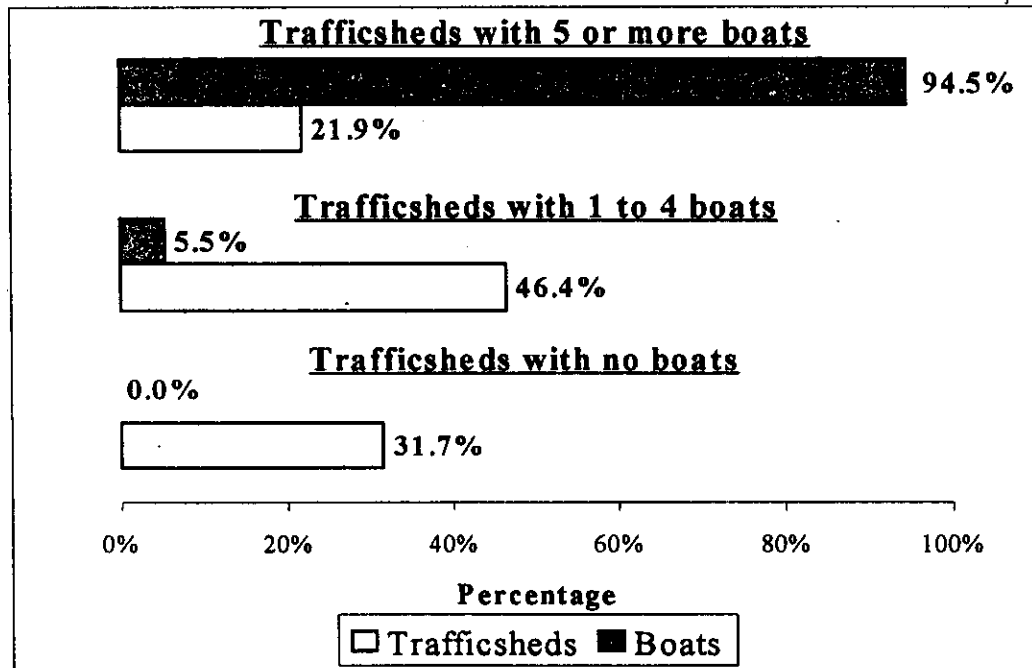 Trafficsheds with 5 or more boats
94.5%
21.9%
Trafficsheds with 1 to 4 boats
5.5%
46.4%
Trafficsheds with no boats
0.0%
31.7%
0% 20% 40% 60% 80% 100%
Percentage
Trafficsheds Boats